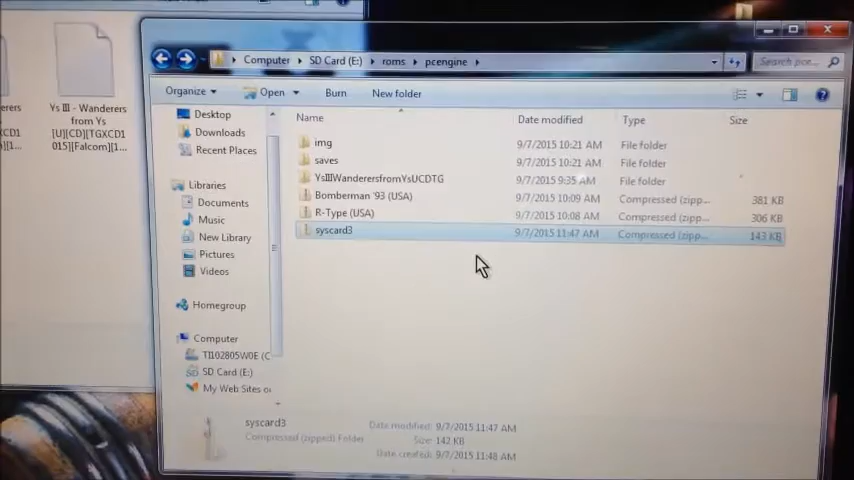 Computer ▸ SD Card (E:) ▸ roms ▸ pcengine ▸
Search pce...
Organize ▾ Open ▾ Burn New folder
Ys III - Wanderers
from Ys
[U][CD][TGXCD1
015][Falcom][1...
Name Date modified Type Size
img 9/7/2015 10:21 AM File folder
saves 9/7/2015 10:21 AM File folder
YsIIIWanderersfromYsUCDTG 9/7/2015 9:35 AM File folder
Bomberman '93 (USA) 9/7/2015 10:09 AM Compressed (zipp... 381 KB
R-Type (USA) 9/7/2015 10:08 AM Compressed (zipp... 306 KB
syscard3 9/7/2015 11:47 AM Compressed (zipp... 143 KB
Desktop
Downloads
Recent Places
Libraries
Documents
Music
New Library
Pictures
Videos
Homegroup
Computer
TI102805W0E (C
SD Card (E:)
My Web Sites o
syscard3 Date modified: 9/7/2015 11:47 AM
Compressed (zipped) Folder Size: 142 KB
Date created: 9/7/2015 11:48 AM